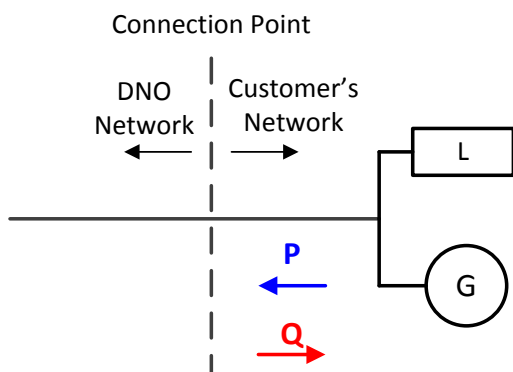 Connection Point
DNO
Network
Customer's
Network
L
P
G
Q